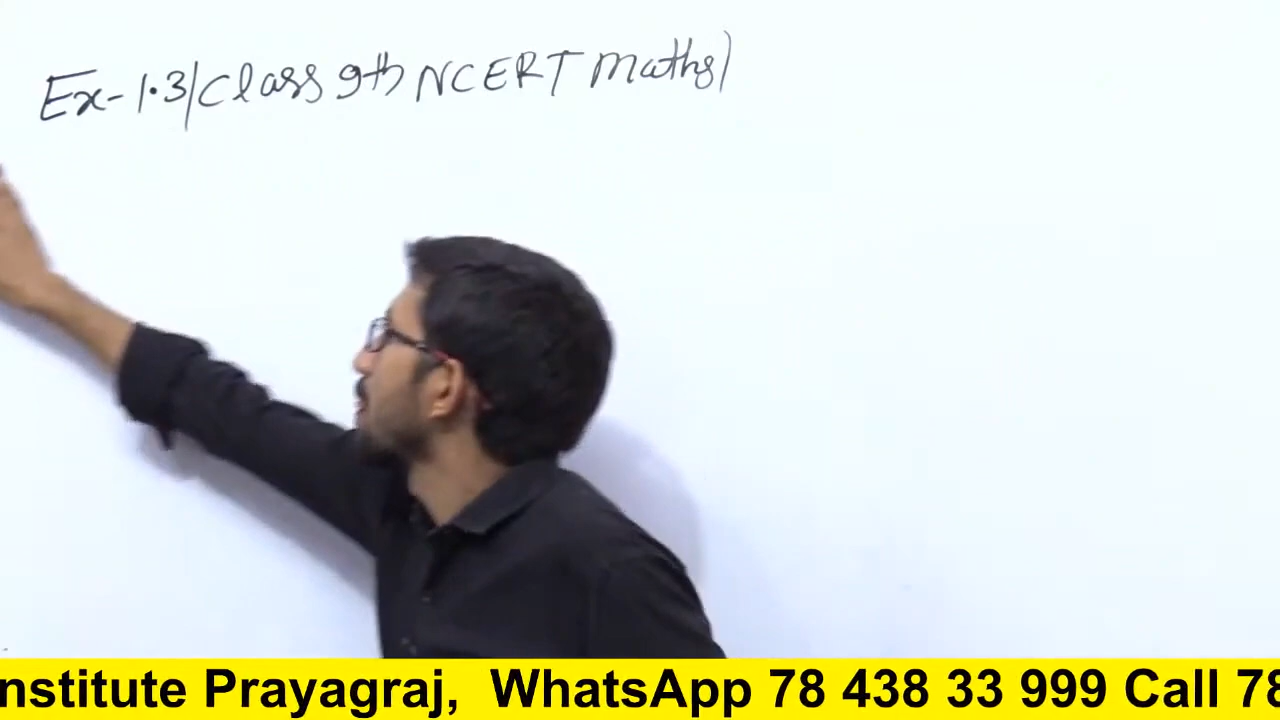 Ex-1.3/Class 9th NCERT Maths)
nstitute Prayagraj, WhatsApp 78 438 33 999 Call 78